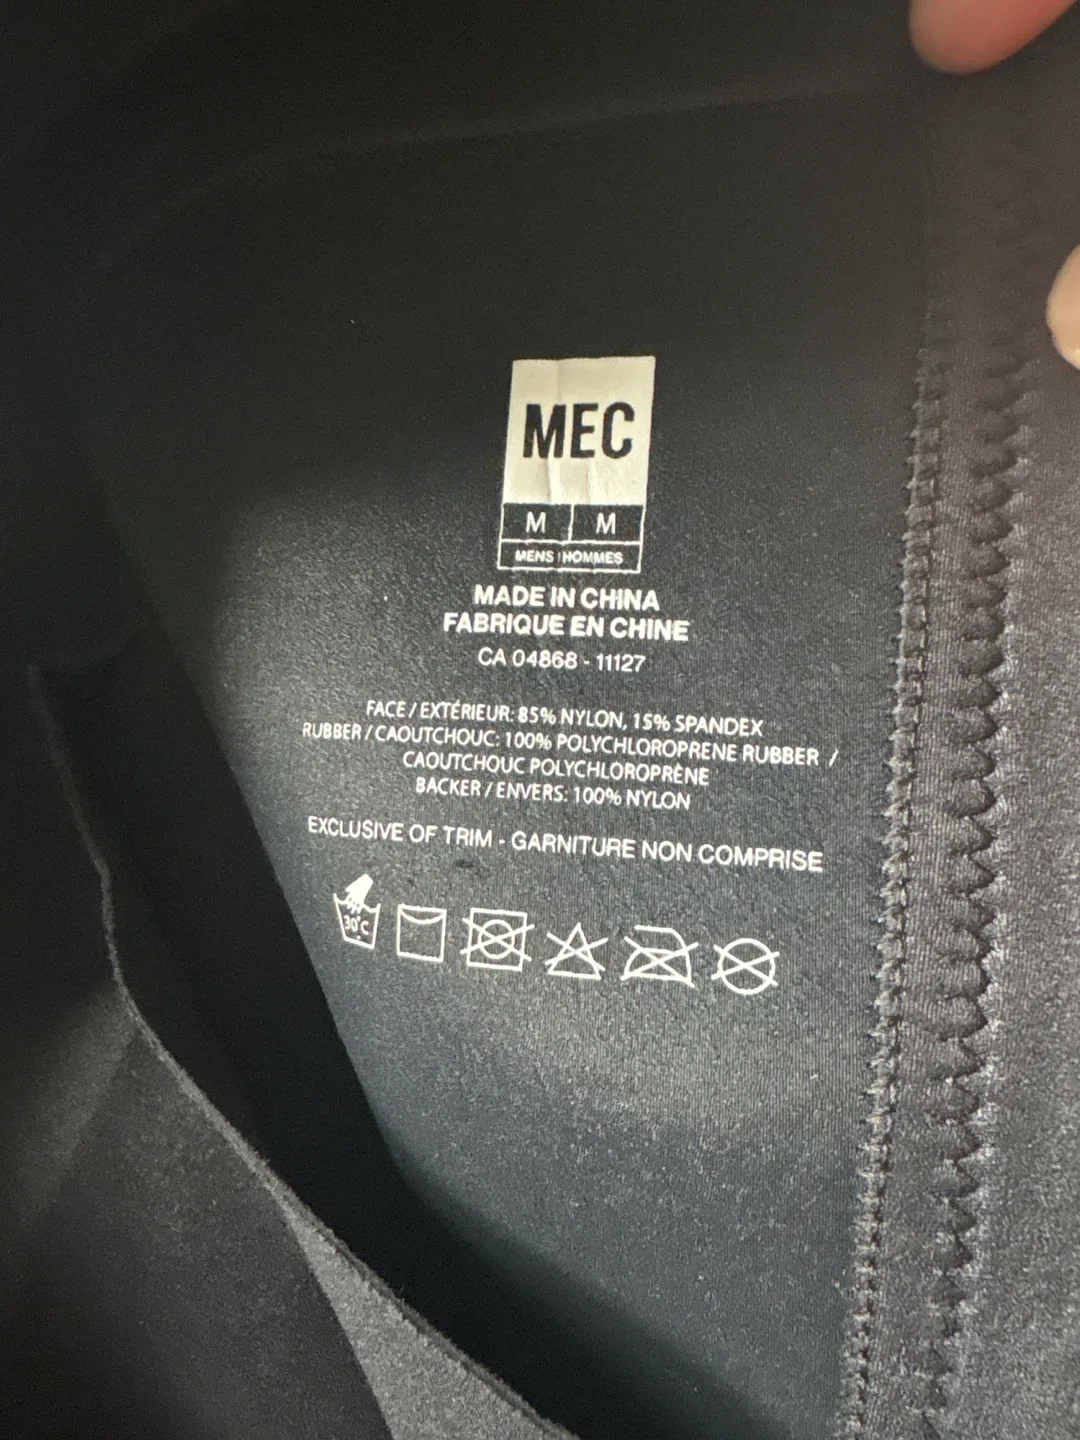 MEC
M M
MENS HOMMES
MADE IN CHINA
FABRIQUE EN CHINE
CA 04868 - 11127
FACE / EXTÉRIEUR: 85% NYLON, 15% SPANDEX
RUBBER / CAOUTCHOUC: 100% POLYCHLOROPRENE RUBBER /
CAOUTCHOUC POLYCHLOROPRÈNE
BACKER / ENVERS: 100% NYLON
EXCLUSIVE OF TRIM - GARNITURE NON COMPRISE
30°C